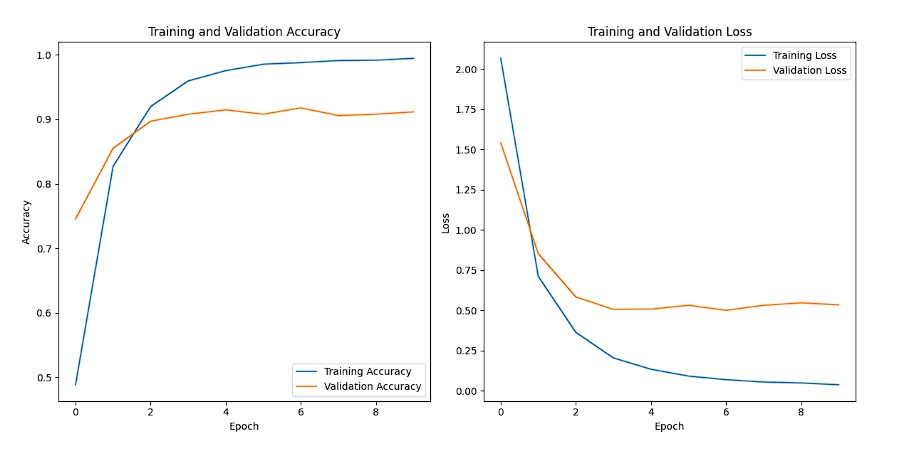 Training and Validation Accuracy
1.0
0.9
0.8
0.7
0.6
0.5
Accuracy
0
2
4
6
8
Epoch
Training Accuracy
Validation Accuracy
Training and Validation Loss
2.00
1.75
1.50
1.25
1.00
0.75
0.50
0.25
0.00
Loss
0
2
4
6
8
Epoch
Training Loss
Validation Loss